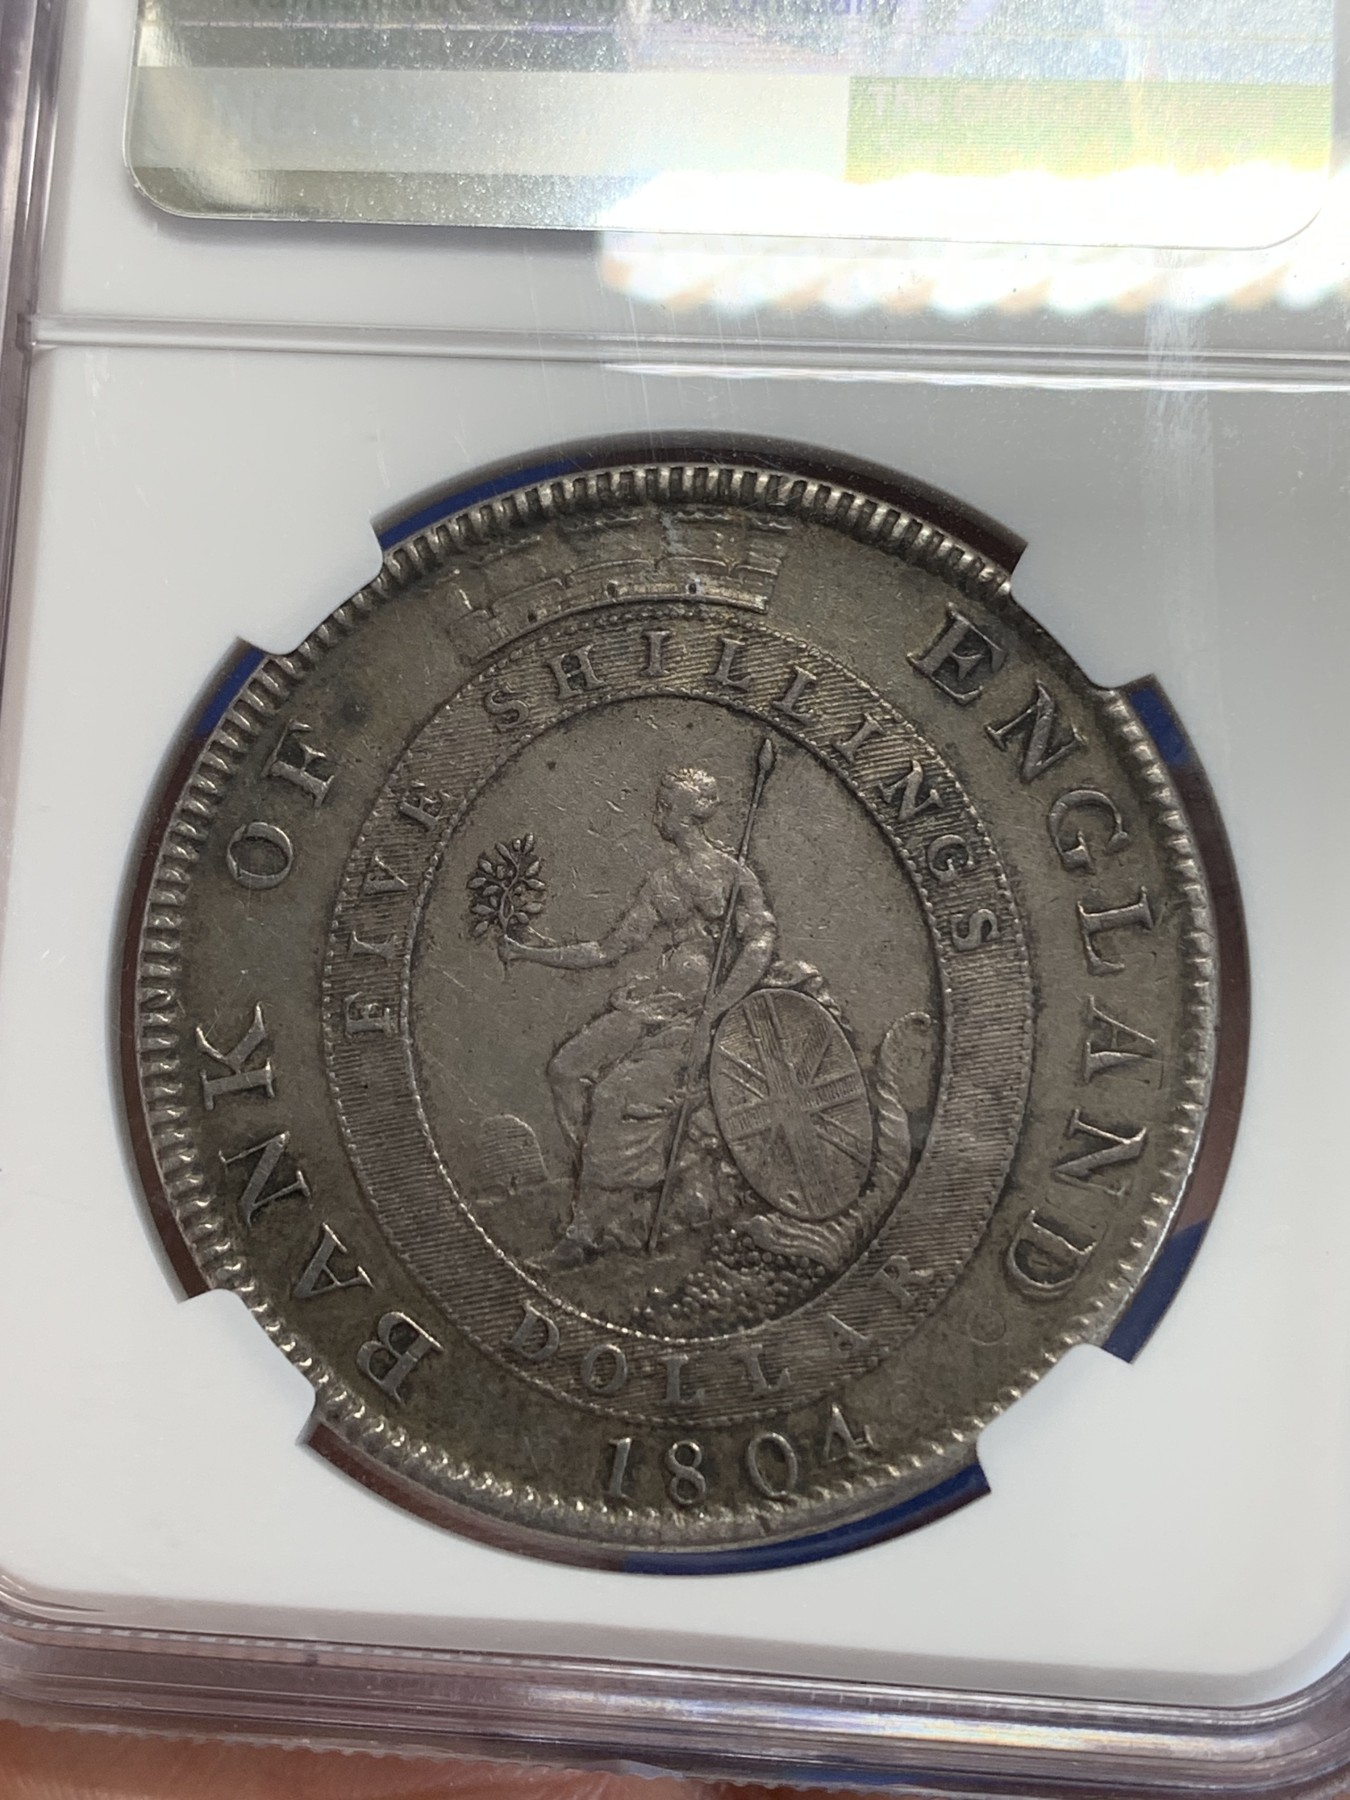 BANK OF ENGLAND
FIVE SHILLINGS
DOLLAR
1804